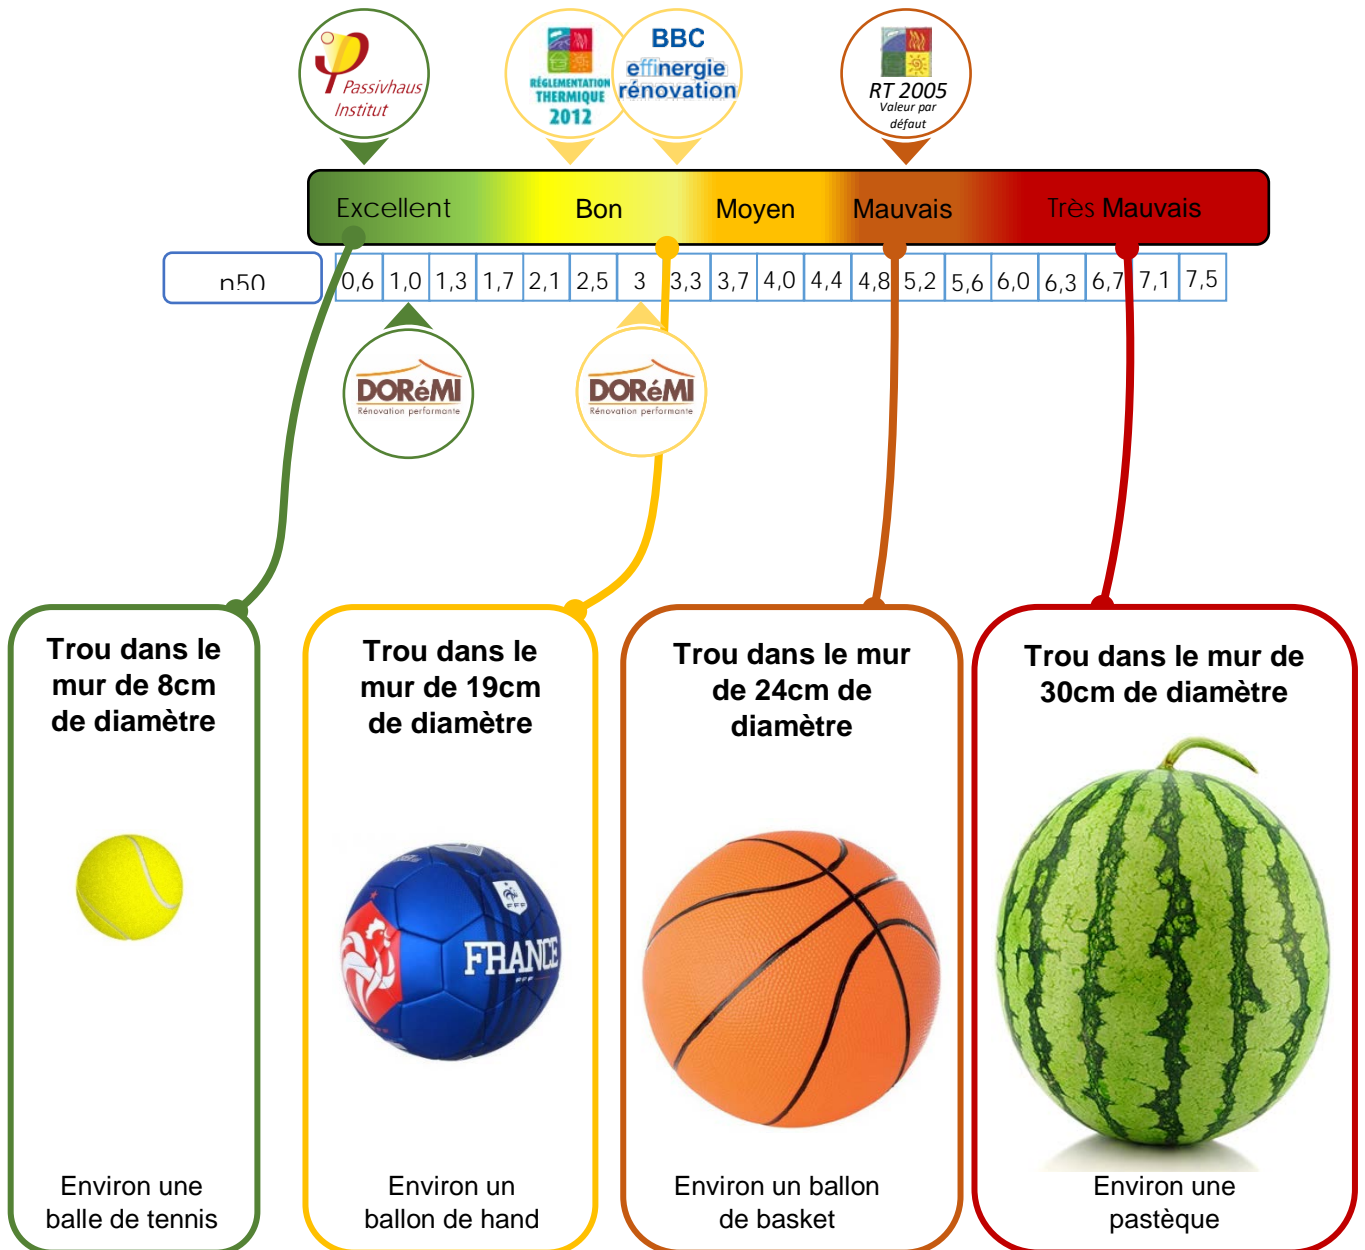 Passivhaus
Institut
RÉGLEMENTATION
THERMIQUE
2012
BBC
effinergie
rénovation
RT 2005
Valeur par
défaut
Excellent
Bon
Moyen
Mauvais
Très Mauvais
n50
0,6 1,0 1,3 1,7 2,1 2,5 3 3,3 3,7 4,0 4,4 4,8 5,2 5,6 6,0 6,3 6,7 7,1 7,5
DORéMI
Rénovation performante
DORéMI
Rénovation performante
Trou dans le
mur de 8cm
de diamètre
Environ une
balle de tennis
Trou dans le
mur de 19cm
de diamètre
FFF
FRANCE
FFF
Environ un
ballon de hand
Trou dans le mur
de 24cm de
diamètre
Environ un ballon
de basket
Trou dans le mur de
30cm de diamètre
Environ une
pastèque